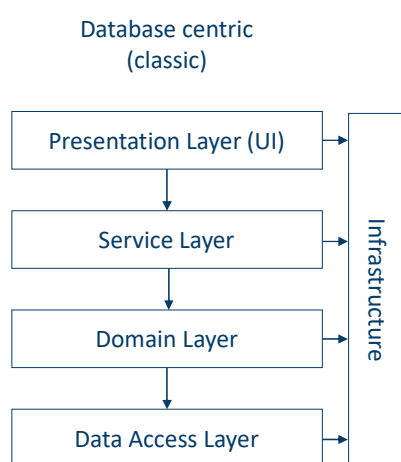 Database centric
(classic)
Presentation Layer (UI)
Service Layer
Domain Layer
Data Access Layer
Infrastructure